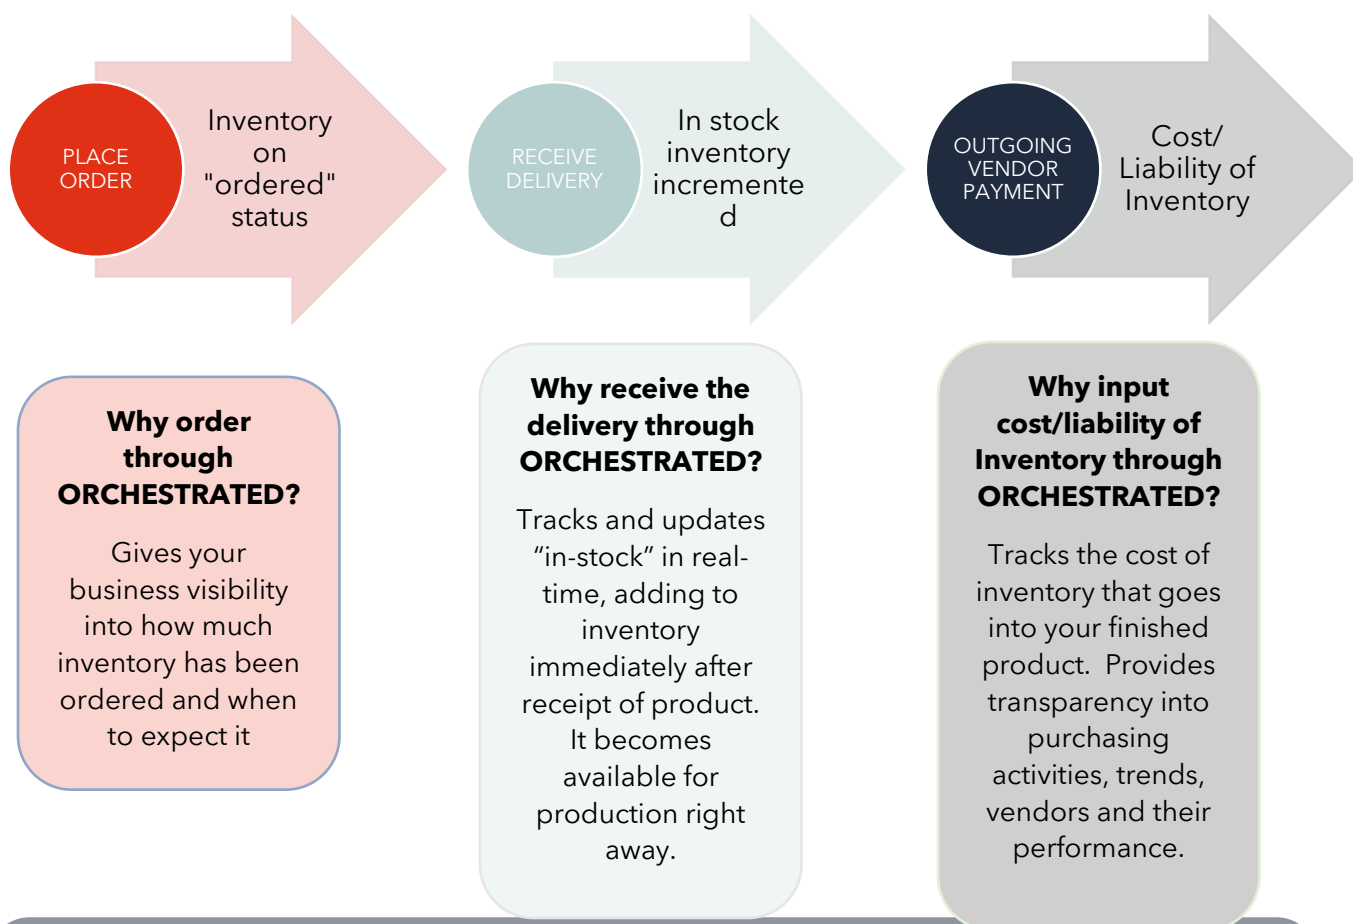 PLACE
ORDER
Inventory
on
"ordered"
status
RECEIVE
DELIVERY
In stock
inventory
incremente
d
OUTGOING
VENDOR
PAYMENT
Cost/
Liability of
Inventory
Why order
through
ORCHESTRATED?
Gives your
business visibility
into how much
inventory has been
ordered and when
to expect it
Why receive the
delivery through
ORCHESTRATED?
Tracks and updates
“in-stock” in real-
time, adding to
inventory
immediately after
receipt of product.
It becomes
available for
production right
away.
Why input
cost/liability of
Inventory through
ORCHESTRATED?
Tracks the cost of
inventory that goes
into your finished
product.  Provides
transparency into
purchasing
activities, trends,
vendors and their
performance.